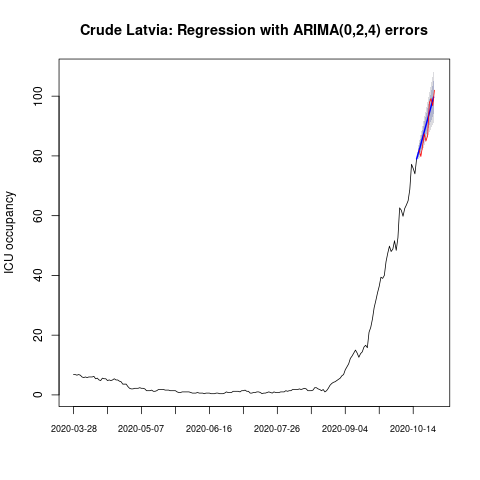 Crude Latvia: Regression with ARIMA(0,2,4) errors
ICU occupancy
100
80
60
40
20
0
2020-03-28 2020-05-07 2020-06-16 2020-07-26 2020-09-04 2020-10-14